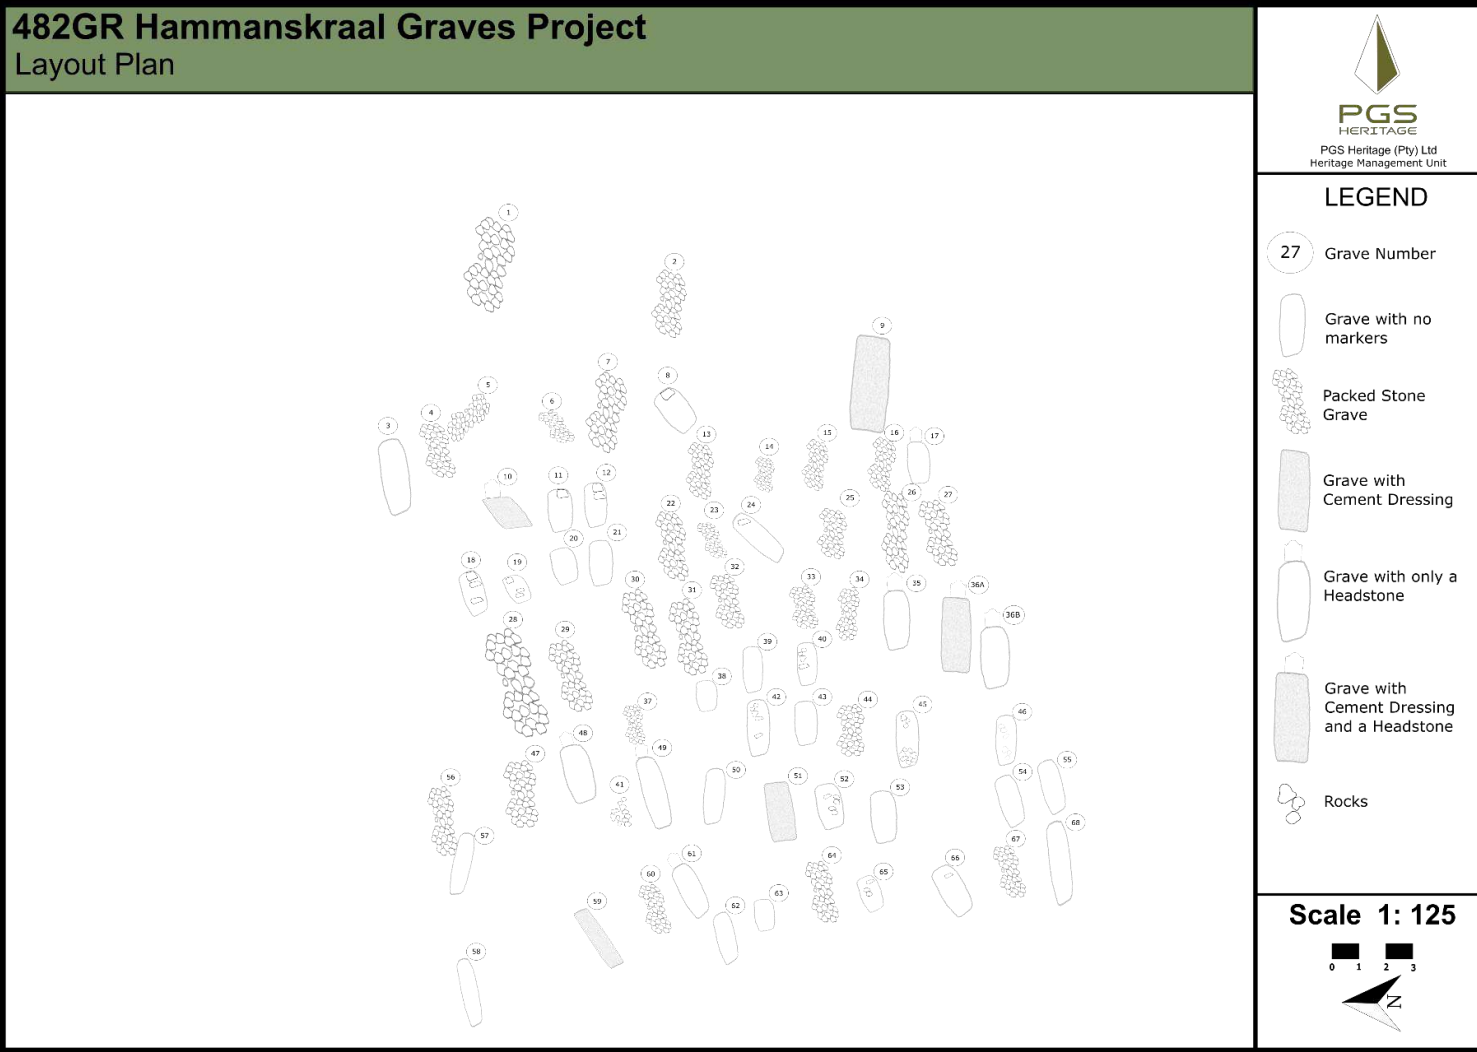 482GR Hammanskraal Graves Project
Layout Plan
PGS
HERITAGE
PGS Heritage (Pty) Ltd
Heritage Management Unit
LEGEND
27 Grave Number
Grave with no
markers
Packed Stone
Grave
Grave with
Cement Dressing
Grave with only a
Headstone
Grave with
Cement Dressing
and a Headstone
Rocks
Scale 1: 125
0 1 2 3
N
1
2
9
7
8
5
6
4
3
13
14
15
16
17
10
11
12
22
23
24
25
26
27
20
21
18
19
30
31
32
33
34
35
36A
36B
28
29
39
40
38
37
42
43
44
45
46
48
49
47
41
50
51
52
53
54
55
56
57
68
67
60
61
64
65
66
59
62
63
58